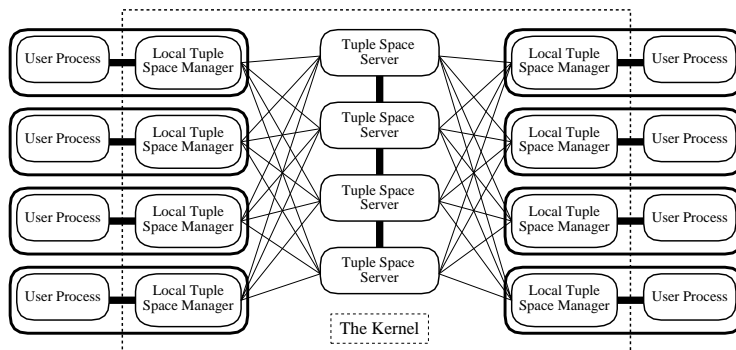 User Process
Local Tuple
Space Manager
Tuple Space
Server
Local Tuple
Space Manager
User Process
User Process
Local Tuple
Space Manager
Tuple Space
Server
Local Tuple
Space Manager
User Process
User Process
Local Tuple
Space Manager
Tuple Space
Server
Local Tuple
Space Manager
User Process
User Process
Local Tuple
Space Manager
Tuple Space
Server
Local Tuple
Space Manager
User Process
The Kernel